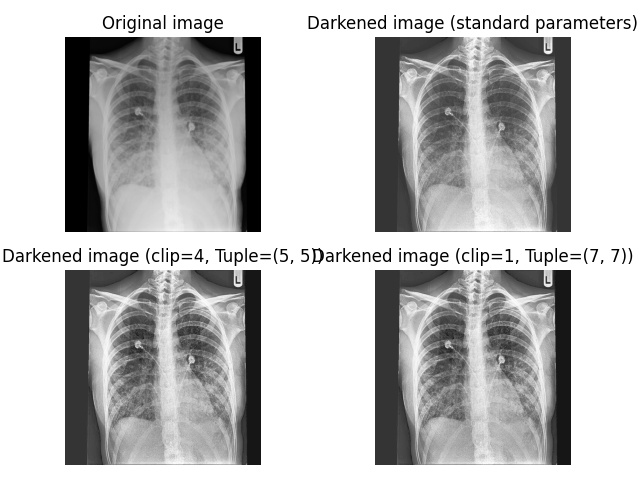 Original image
Darkened image (standard parameters)
L
L
Darkened image (clip=4, Tuple=(5, 5))
Darkened image (clip=1, Tuple=(7, 7))
L
L